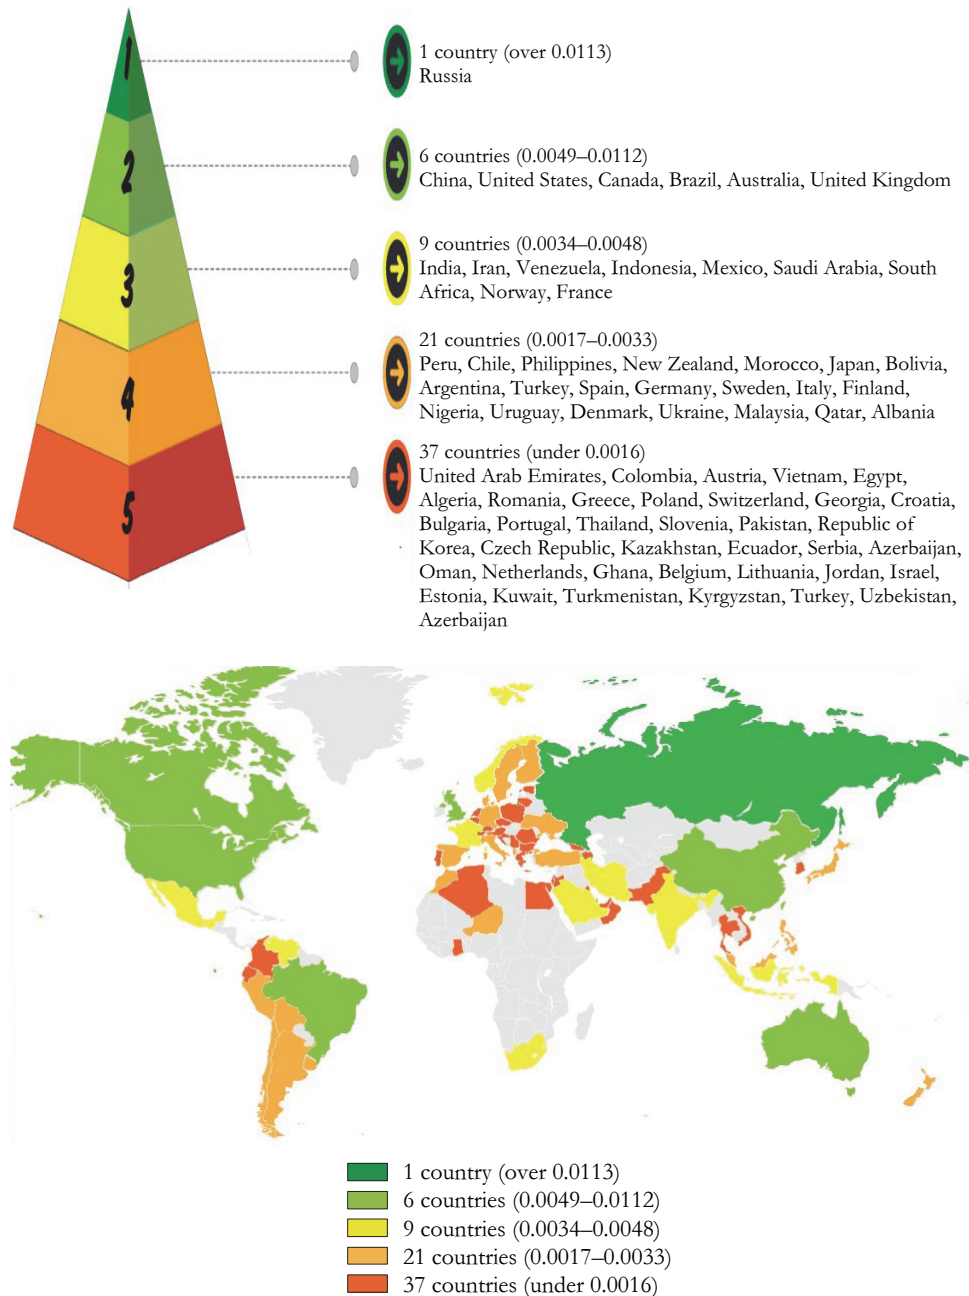 1
1 country (over 0.0113)
Russia
2
6 countries (0.0049–0.0112)
China, United States, Canada, Brazil, Australia, United Kingdom
3
9 countries (0.0034–0.0048)
India, Iran, Venezuela, Indonesia, Mexico, Saudi Arabia, South
Africa, Norway, France
4
21 countries (0.0017–0.0033)
Peru, Chile, Philippines, New Zealand, Morocco, Japan, Bolivia,
Argentina, Turkey, Spain, Germany, Sweden, Italy, Finland,
Nigeria, Uruguay, Denmark, Ukraine, Malaysia, Qatar, Albania
5
37 countries (under 0.0016)
United Arab Emirates, Colombia, Austria, Vietnam, Egypt,
Algeria, Romania, Greece, Poland, Switzerland, Georgia, Croatia,
Bulgaria, Portugal, Thailand, Slovenia, Pakistan, Republic of
Korea, Czech Republic, Kazakhstan, Ecuador, Serbia, Azerbaijan,
Oman, Netherlands, Ghana, Belgium, Lithuania, Jordan, Israel,
Estonia, Kuwait, Turkmenistan, Kyrgyzstan, Turkey, Uzbekistan,
Azerbaijan
1 country (over 0.0113)
6 countries (0.0049–0.0112)
9 countries (0.0034–0.0048)
21 countries (0.0017–0.0033)
37 countries (under 0.0016)